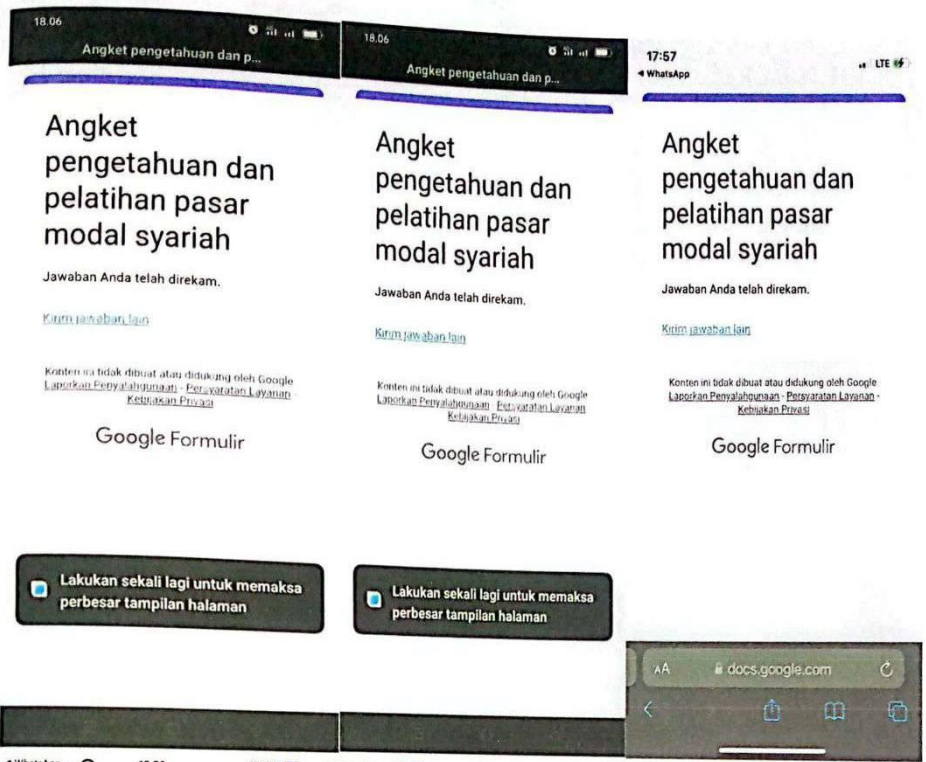 18.06
Angket pengetahuan dan p...
Angket
pengetahuan dan
pelatihan pasar
modal syariah
Jawaban Anda telah direkam.
Kirim jawaban lain
Konten ini tidak dibuat atau didukung oleh Google
Laporkan Penyalahgunaan - Persyaratan Layanan -
Kebijakan Privasi
Google Formulir
Lakukan sekali lagi untuk memaksa
perbesar tampilan halaman
18.06
Angket pengetahuan dan p...
Angket
pengetahuan dan
pelatihan pasar
modal syariah
Jawaban Anda telah direkam.
Kirim jawaban lain
Konten ini tidak dibuat atau didukung oleh Google
Laporkan Penyalahgunaan Persyaratan Layanan
Kebijakan Privasi
Google Formulir
Lakukan sekali lagi untuk memaksa
perbesar tampilan halaman
17:57
LTE
WhatsApp
Angket
pengetahuan dan
pelatihan pasar
modal syariah
Jawaban Anda telah direkam.
Kirim jawaban lain
Konten ini tidak dibuat atau didukung oleh Google
Laporkan Penyalahgunaan - Persyaratan Layanan -
Kebijakan Privasi
Google Formulir
AA docs.google.com